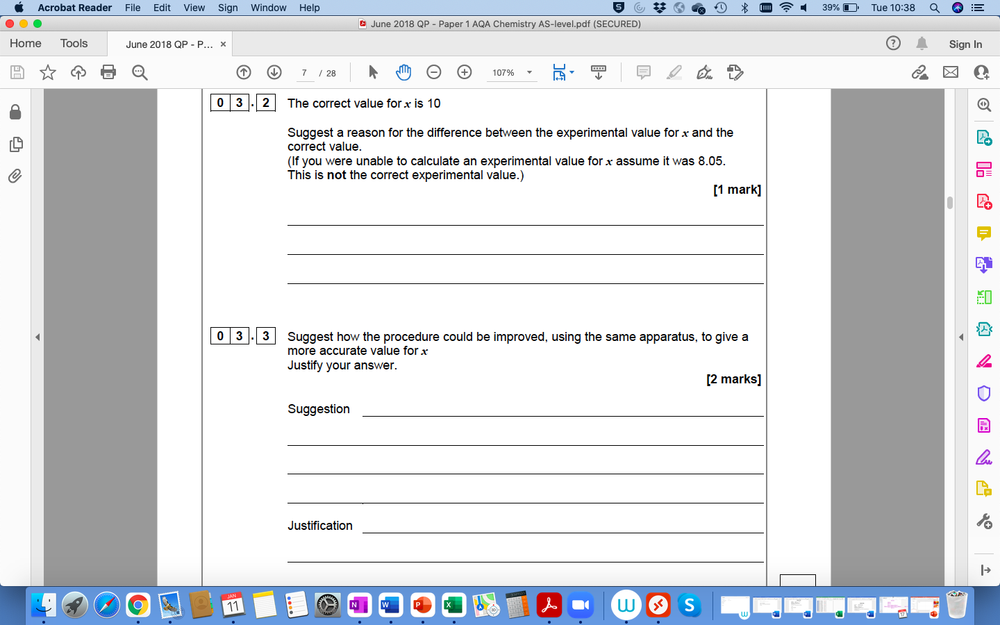 Acrobat Reader File Edit View Sign Window Help 39% Tue 10:38
June 2018 QP - Paper 1 AQA Chemistry AS-level.pdf (SECURED)
Home Tools June 2018 QP - P... × Sign In
7 / 28 107%
0 3 . 2 The correct value for x is 10
Suggest a reason for the difference between the experimental value for x and the
correct value.
(If you were unable to calculate an experimental value for x assume it was 8.05.
This is not the correct experimental value.)
[1 mark]
0 3 . 3 Suggest how the procedure could be improved, using the same apparatus, to give a
more accurate value for x
Justify your answer.
[2 marks]
Suggestion
Justification
JAN
11
N W P X S